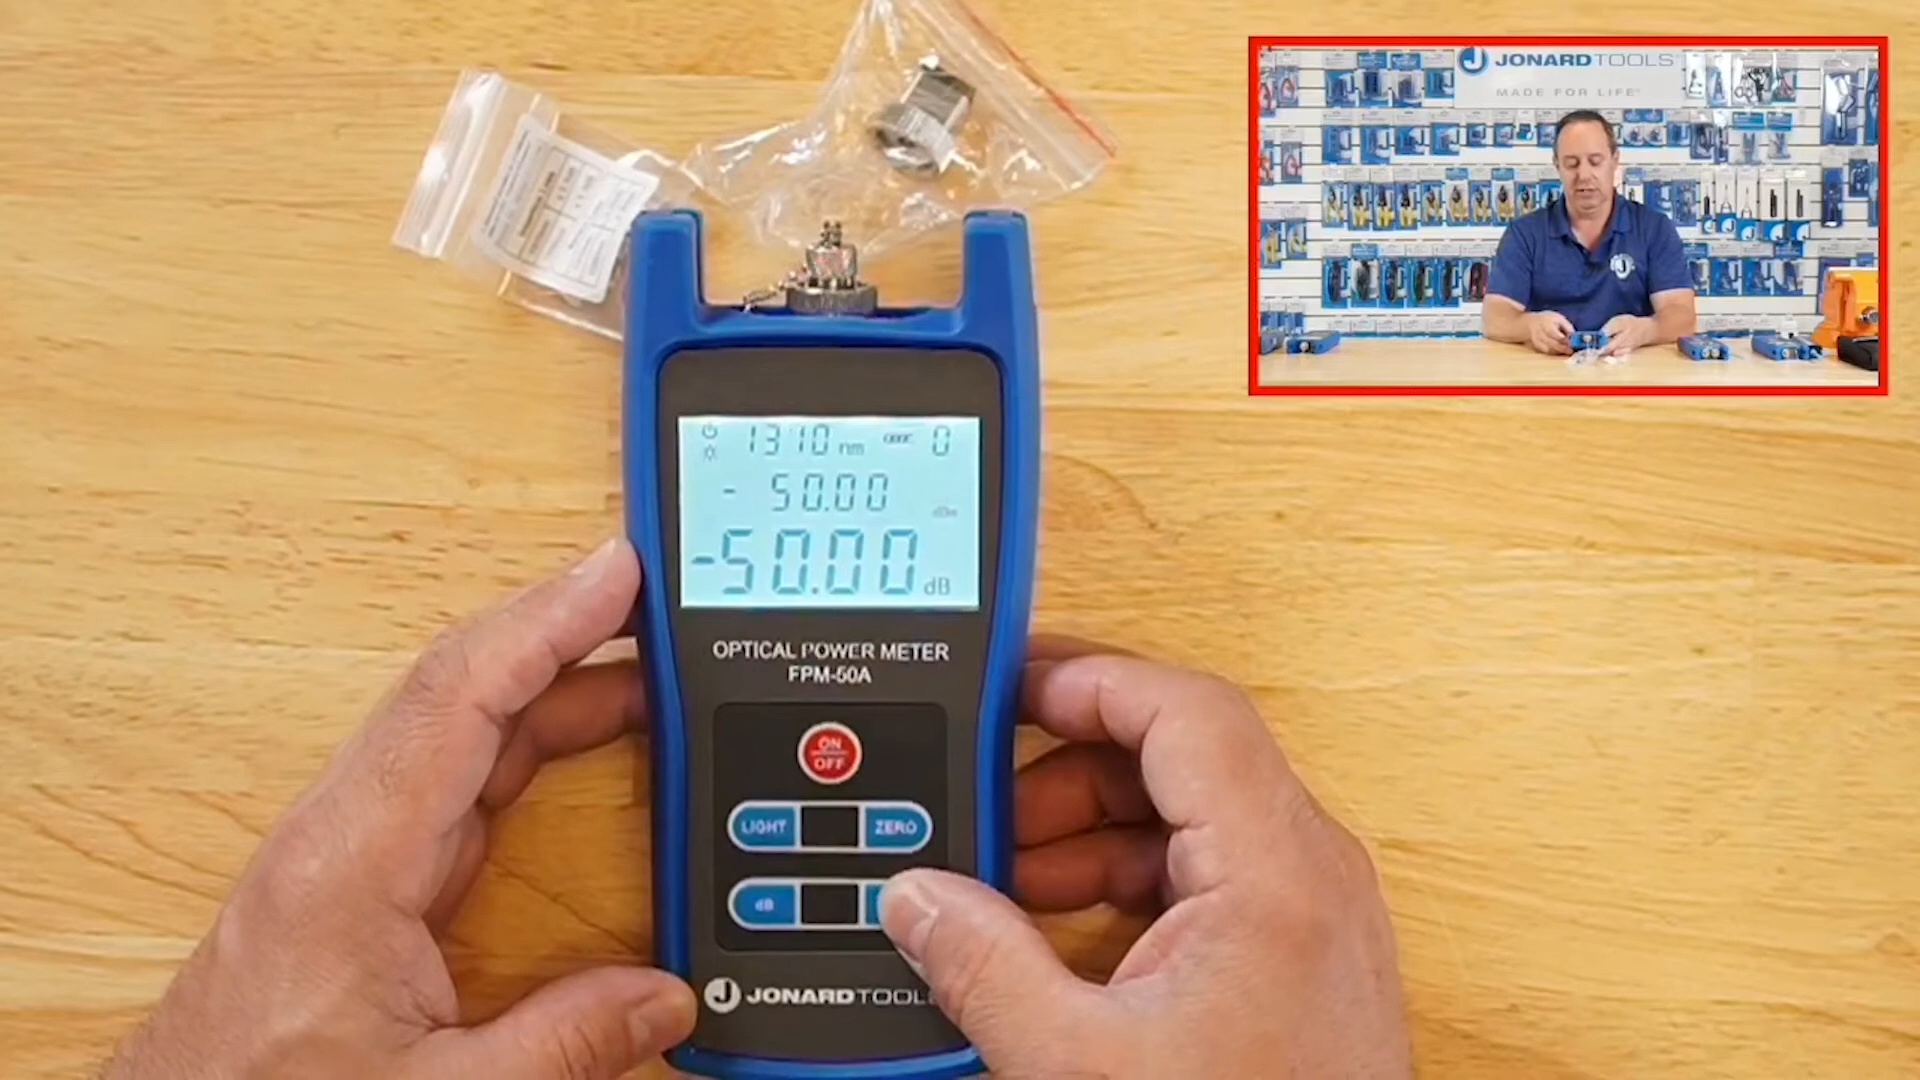 JONARD TOOLS
MADE FOR LIFE
1310 nm 0
- 50.00 dBm
-50.00 dB
OPTICAL POWER METER
FPM-50A
ON
OFF
LIGHT ZERO
dB
JONARD TOOL